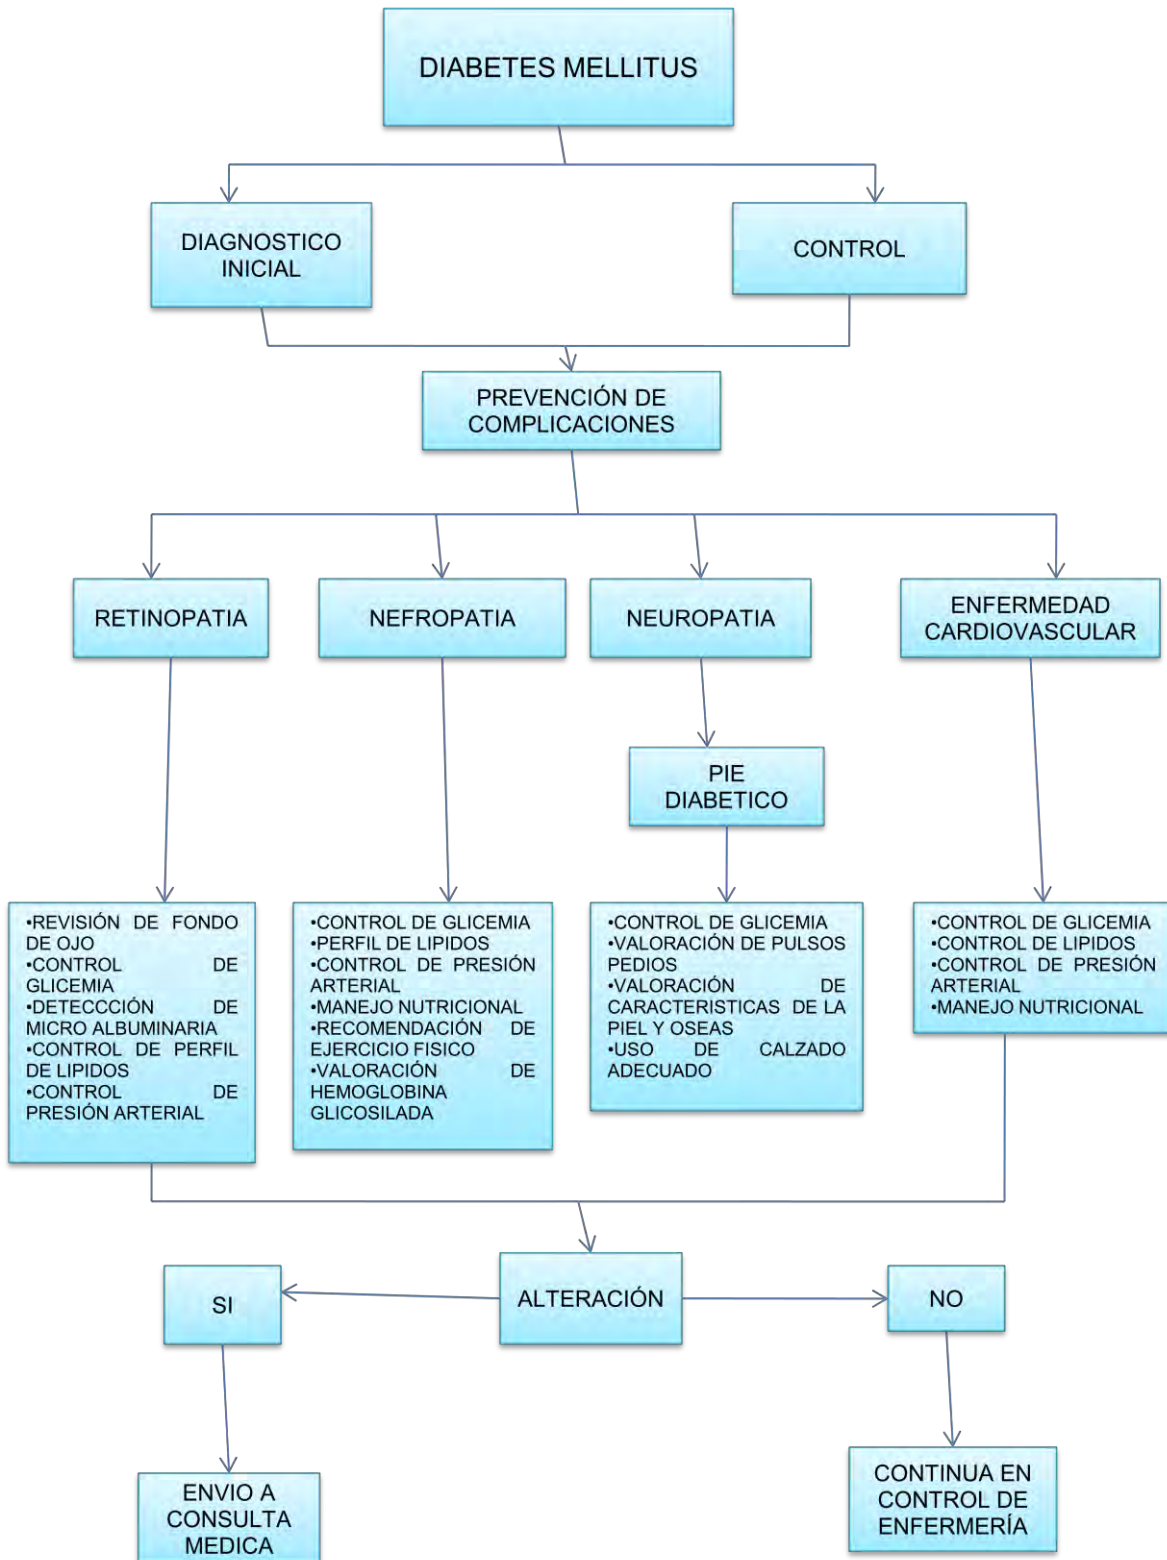 DIABETES MELLITUS
DIAGNOSTICO
INICIAL
CONTROL
PREVENCIÓN DE
COMPLICACIONES
RETINOPATIA
NEFROPATIA
NEUROPATIA
ENFERMEDAD
CARDIOVASCULAR
PIE
DIABETICO
•REVISIÓN DE FONDO
DE OJO
•CONTROL DE
GLICEMIA
•DETECCCIÓN DE
MICRO ALBUMINARIA
•CONTROL DE PERFIL
DE LIPIDOS
•CONTROL DE
PRESIÓN ARTERIAL
•CONTROL DE GLICEMIA
•PERFIL DE LIPIDOS
•CONTROL DE PRESIÓN
ARTERIAL
•MANEJO NUTRICIONAL
•RECOMENDACIÓN DE
EJERCICIO FISICO
•VALORACIÓN DE
HEMOGLOBINA
GLICOSILADA
•CONTROL DE GLICEMIA
•VALORACIÓN DE PULSOS
PEDIOS
•VALORACIÓN DE
CARACTERISTICAS DE LA
PIEL Y OSEAS
•USO DE CALZADO
ADECUADO
•CONTROL DE GLICEMIA
•CONTROL DE LIPIDOS
•CONTROL DE PRESIÓN
ARTERIAL
•MANEJO NUTRICIONAL
SI
ALTERACIÓN
NO
ENVIO A
CONSULTA
MEDICA
CONTINUA EN
CONTROL DE
ENFERMERÍA